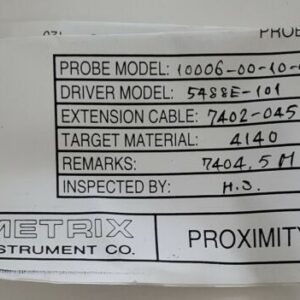 PROBE MODEL: 10006-00-10-
DRIVER MODEL: 5488E-101
EXTENSION CABLE: 7402-045
TARGET MATERIAL: 4140
REMARKS: 7404.5 M
INSPECTED BY: H.J.
METRIX
INSTRUMENT CO.
PROXIMITY